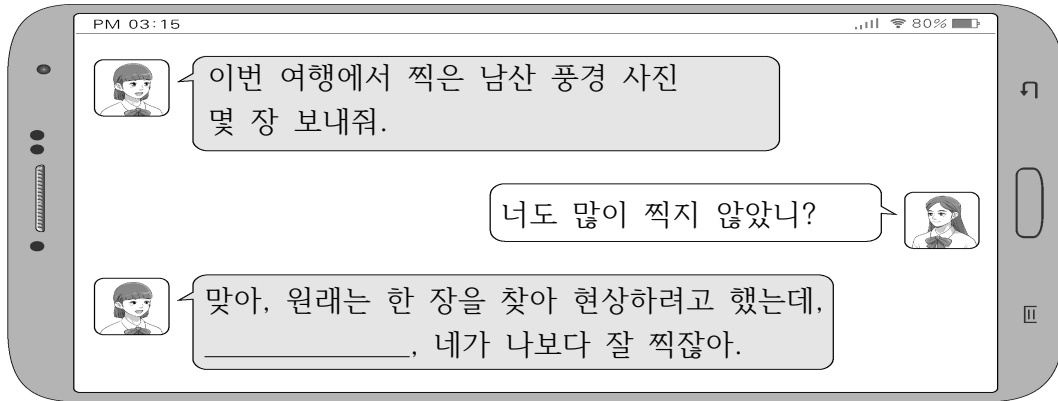 PM 03:15
80%
이번 여행에서 찍은 남산 풍경 사진
몇 장 보내줘.
너도 많이 찍지 않았니?
맞아, 원래는 한 장을 찾아 현상하려고 했는데,
______________, 네가 나보다 잘 찍잖아.